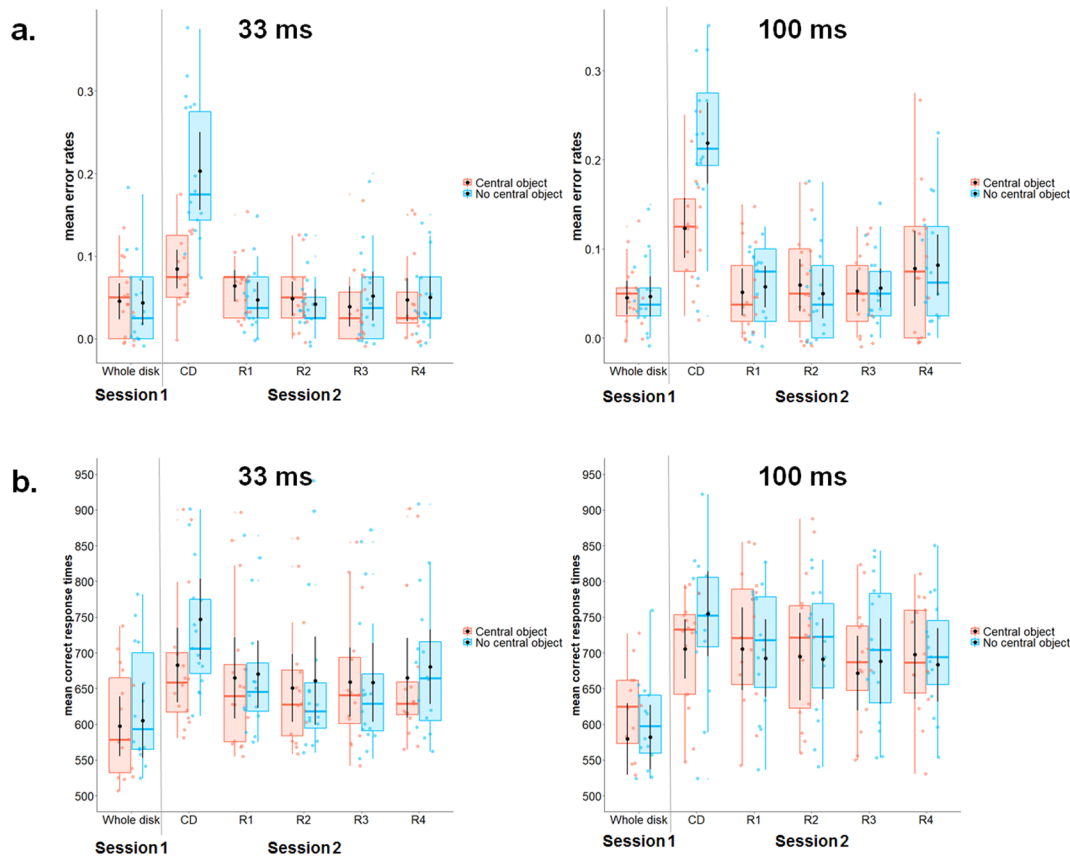 a.
33 ms
100 ms
mean error rates
0.3
0.2
0.1
0.0
Central object
No central object
Whole disk CD R1 R2 R3 R4
Session 1 Session 2
mean error rates
0.3
0.2
0.1
0.0
Central object
No central object
Whole disk CD R1 R2 R3 R4
Session 1 Session 2
b.
33 ms
100 ms
mean correct response times
950
900
850
800
750
700
650
600
550
500
Central object
No central object
Whole disk CD R1 R2 R3 R4
Session 1 Session 2
mean correct response times
950
900
850
800
750
700
650
600
550
500
Central object
No central object
Whole disk CD R1 R2 R3 R4
Session 1 Session 2